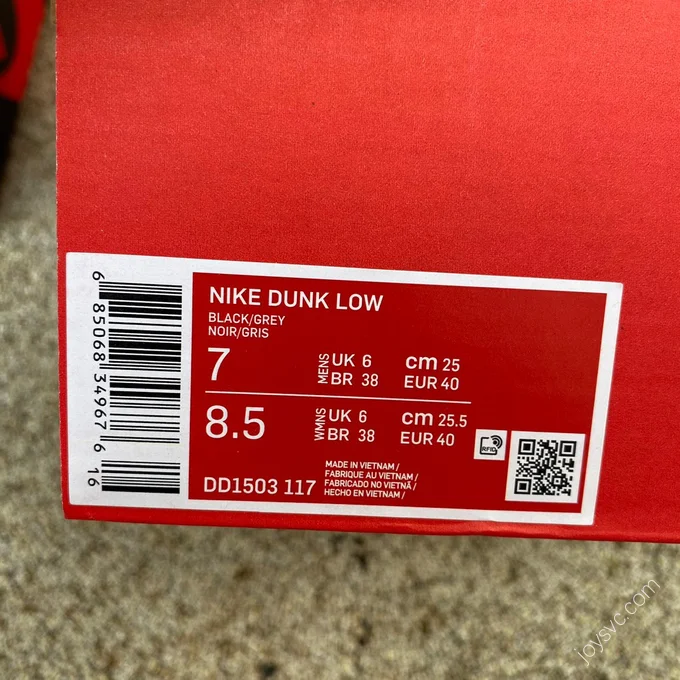 NIKE DUNK LOW
BLACK/GREY
NOIR/GRIS
7 MENS UK 6 cm 25
BR 38 EUR 40
8.5 WMNS UK 6 cm 25.5
BR 38 EUR 40
RFID
DD1503 117
MADE IN VIETNAM /
FABRIQUE AU VIETNAM /
FABRICADO NO VIETNÃ /
HECHO EN VIETNAM /
6 85068 34967 6 16
joysvc.com